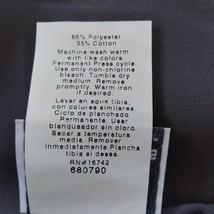 65% Polyester
35% Cotton
Machine wash warm
with like colors.
Permanent Press cycle.
Use only non-chlorine
bleach. Tumble dry
medium. Remove
promptly. Warm iron
if desired.
Lavar en agua tibia,
con colores similares.
Ciclo de planchado
Permanente. Usar
blanqueador sin cloro.
Secar a temperatura
media. Remover
inmediatamente Plancha
tibia si desea
RN#16742
680790